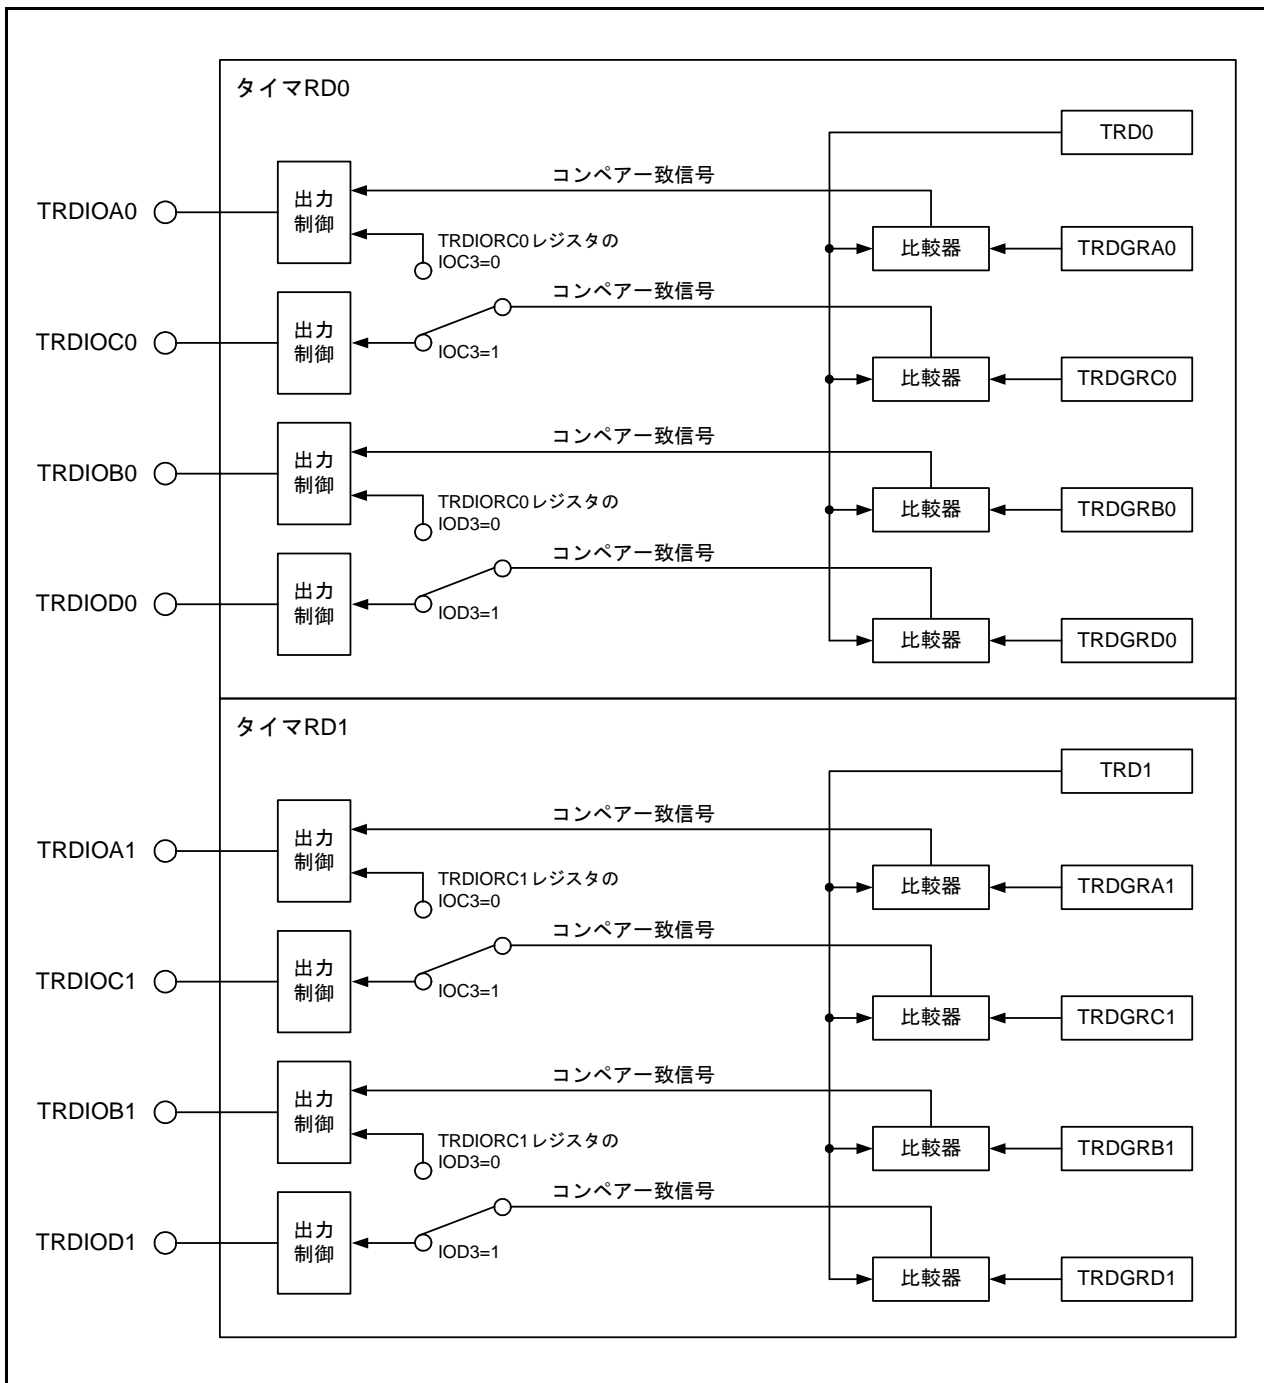 タイマRD0
TRD0
コンペア一致信号
出力
制御
TRDIOA0
TRDIORC0レジスタの
IOC3=0
比較器
TRDGRA0
コンペア一致信号
出力
制御
TRDIOC0
IOC3=1
比較器
TRDGRC0
コンペア一致信号
出力
制御
TRDIOB0
TRDIORC0レジスタの
IOD3=0
比較器
TRDGRB0
コンペア一致信号
出力
制御
TRDIOD0
IOD3=1
比較器
TRDGRD0
タイマRD1
TRD1
コンペア一致信号
出力
制御
TRDIOA1
TRDIORC1レジスタの
IOC3=0
比較器
TRDGRA1
コンペア一致信号
出力
制御
TRDIOC1
IOC3=1
比較器
TRDGRC1
コンペア一致信号
出力
制御
TRDIOB1
TRDIORC1レジスタの
IOD3=0
比較器
TRDGRB1
コンペア一致信号
出力
制御
TRDIOD1
IOD3=1
比較器
TRDGRD1